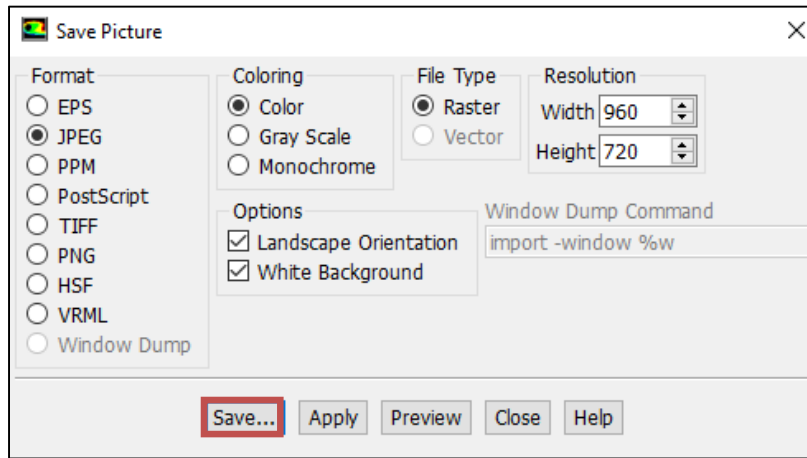 Save Picture
Format
EPS
JPEG
PPM
PostScript
TIFF
PNG
HSF
VRML
Window Dump
Coloring
Color
Gray Scale
Monochrome
File Type
Raster
Vector
Resolution
Width 960
Height 720
Options
Landscape Orientation
White Background
Window Dump Command
import -window %w
Save... Apply Preview Close Help